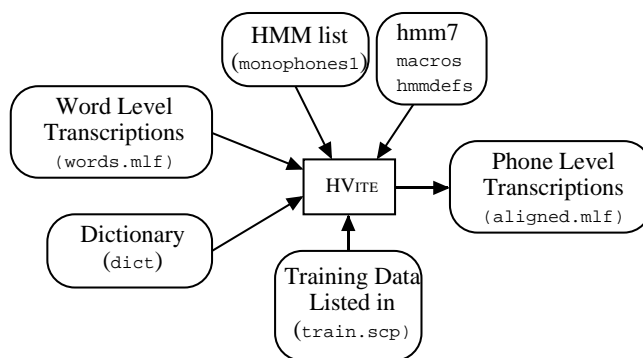 HMM list
(monophones1)
hmm7
macros
hmmdefs
Word Level
Transcriptions
(words.mlf)
HVITE
Phone Level
Transcriptions
(aligned.mlf)
Dictionary
(dict)
Training Data
Listed in
(train.scp)